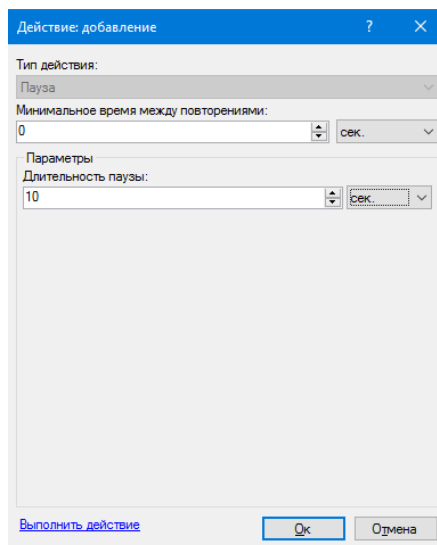 Действие: добавление ?
Тип действия:
Пауза
Минимальное время между повторениями:
0 сек.
Параметры
Длительность паузы:
10 сек.
Выполнить действие Ок Отмена